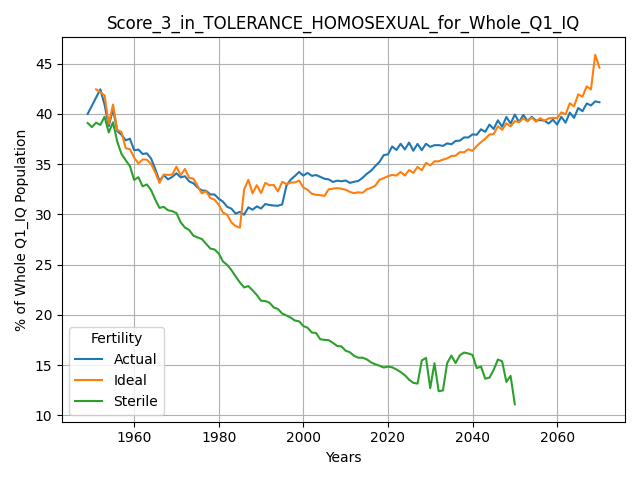 Score_3_in_TOLERANCE_HOMOSEXUAL_for_Whole_Q1_IQ
% of Whole Q1_IQ Population
45
40
35
30
25
20
15
10
Fertility
Actual
Ideal
Sterile
1960 1980 2000 2020 2040 2060
Years